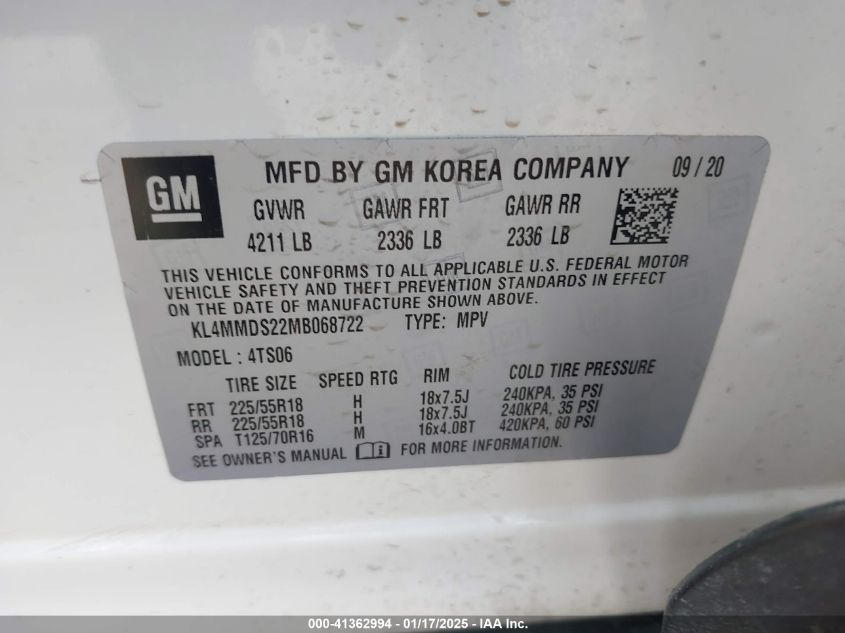 GM
MFD BY GM KOREA COMPANY 09 / 20
GVWR GAWR FRT GAWR RR
4211 LB 2336 LB 2336 LB
THIS VEHICLE CONFORMS TO ALL APPLICABLE U.S. FEDERAL MOTOR
VEHICLE SAFETY AND THEFT PREVENTION STANDARDS IN EFFECT
ON THE DATE OF MANUFACTURE SHOWN ABOVE.
KL4MMDS22MB068722 TYPE: MPV
MODEL : 4TS06
TIRE SIZE SPEED RTG RIM COLD TIRE PRESSURE
FRT 225/55R18 H 18x7.5J 240KPA, 35 PSI
RR 225/55R18 H 18x7.5J 240KPA, 35 PSI
SPA T125/70R16 M 16x4.0BT 420KPA, 60 PSI
SEE OWNER'S MANUAL FOR MORE INFORMATION.
000-41362994 - 01/17/2025 - IAA Inc.